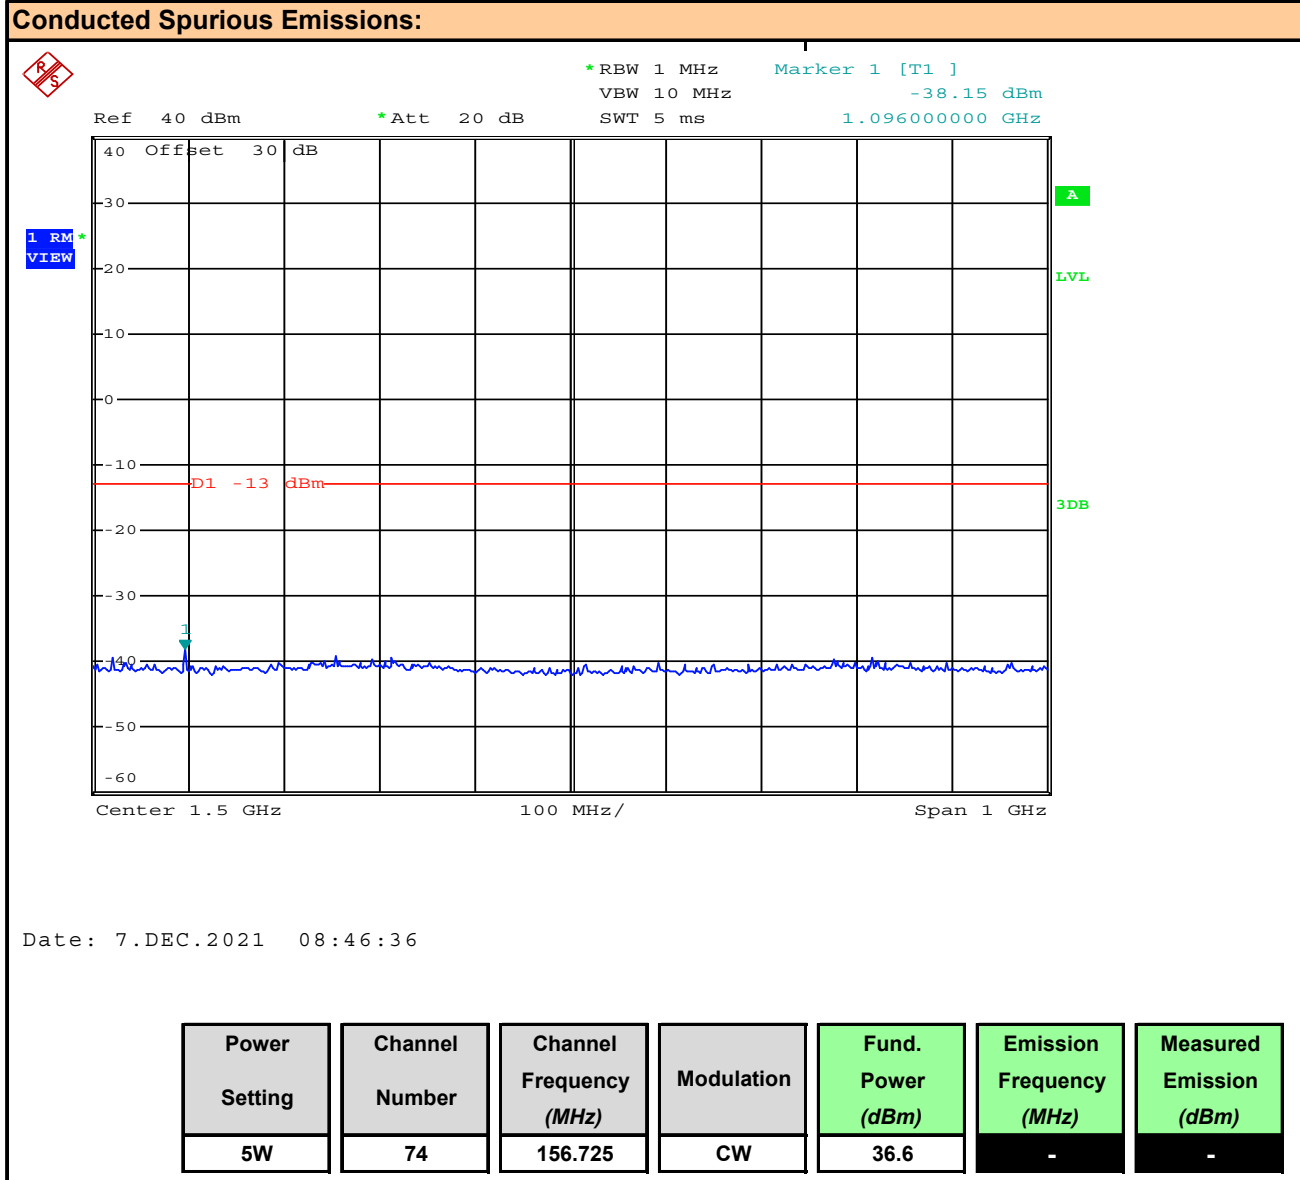 Conducted Spurious Emissions:
R S
* RBW 1 MHz Marker 1 [T1 ]
VBW 10 MHz -38.15 dBm
Ref 40 dBm * Att 20 dB SWT 5 ms 1.096000000 GHz
40 Offset 30 dB
30
A
1 RM *
VIEW
20
LVL
10
0
-10
D1 -13 dBm
3DB
-20
-30
1
-40
-50
-60
Center 1.5 GHz 100 MHz/ Span 1 GHz
Date: 7.DEC.2021 08:46:36
Power Setting Channel Number Channel Frequency (MHz) Modulation Fund. Power (dBm) Emission Frequency (MHz) Measured Emission (dBm)
5W 74 156.725 CW 36.6 - -